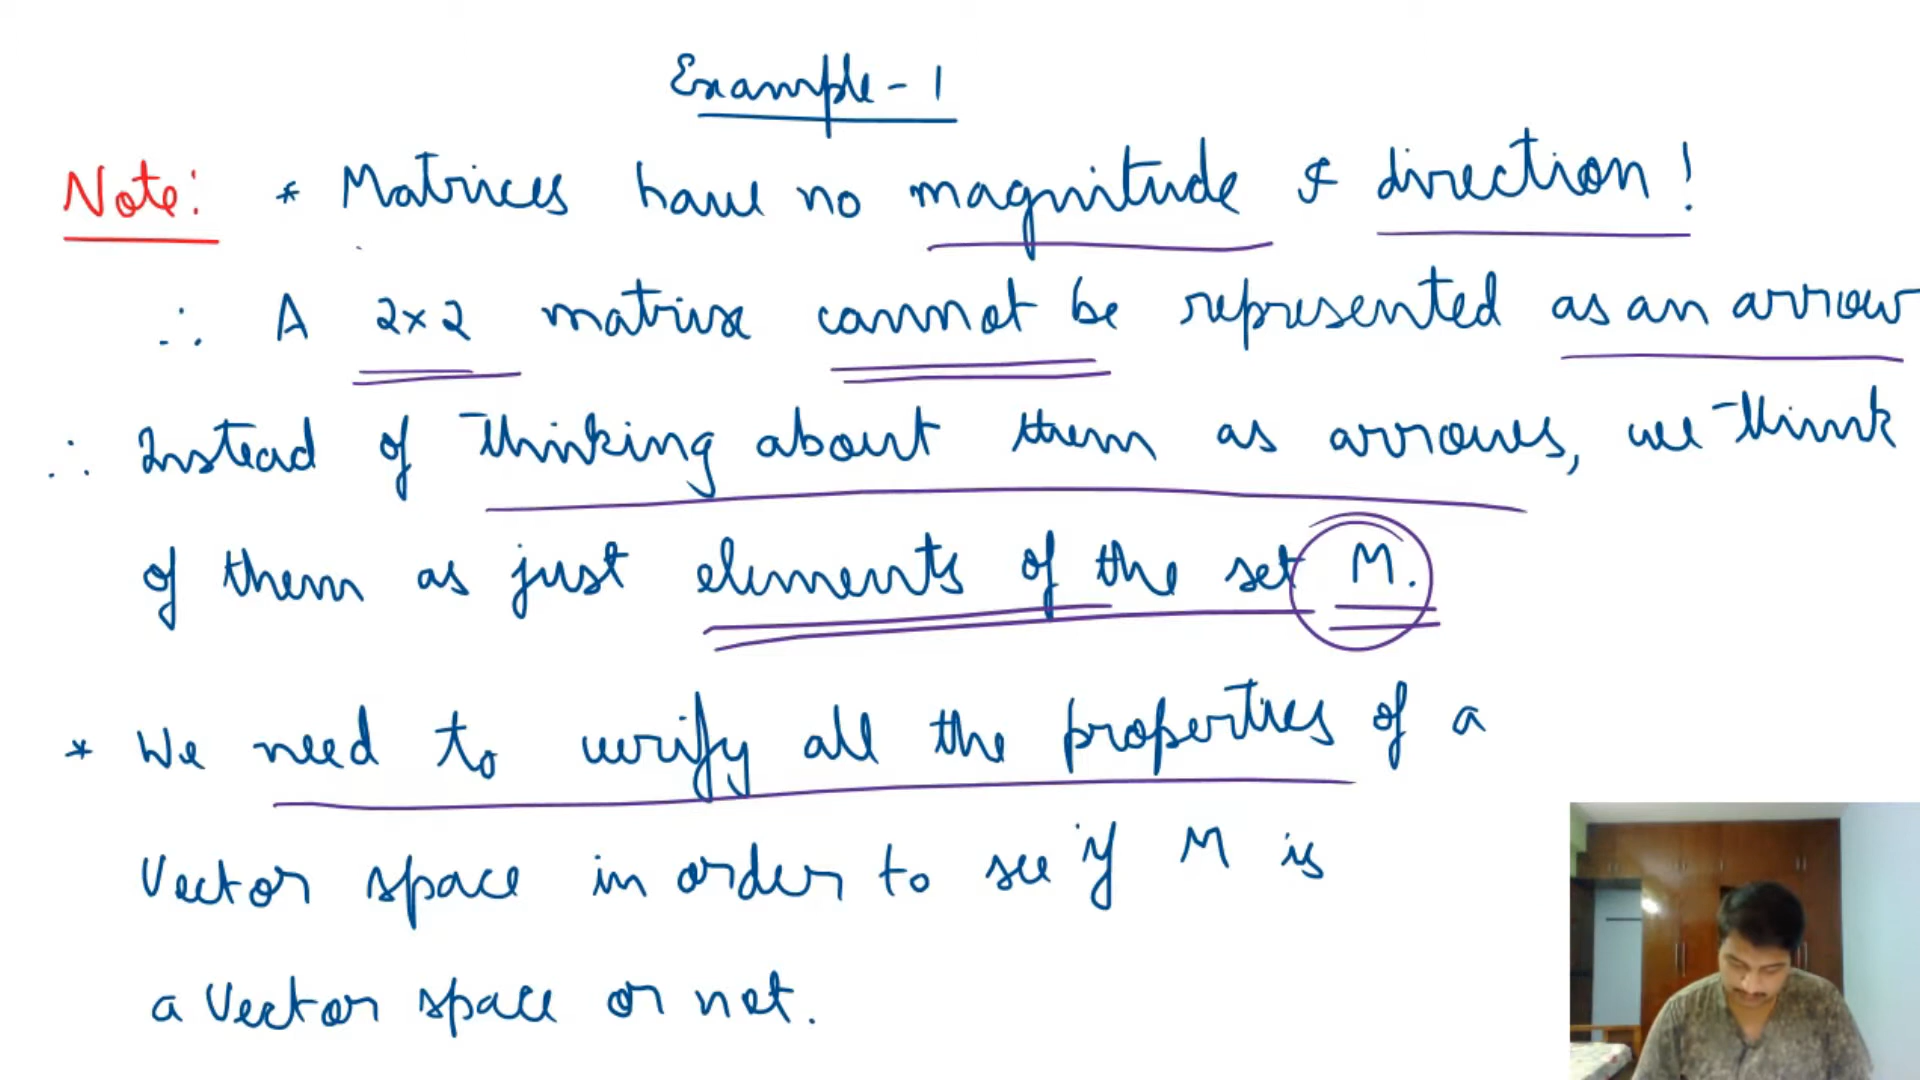 Example - 1
Note: * Matrices have no magnitude & direction!
∴ A 2×2 matrix cannot be represented as an arrow
∴ Instead of thinking about them as arrows, we think
of them as just elements of the set M.
* We need to verify all the properties of a
Vector space in order to see if M is
a Vector space or not.